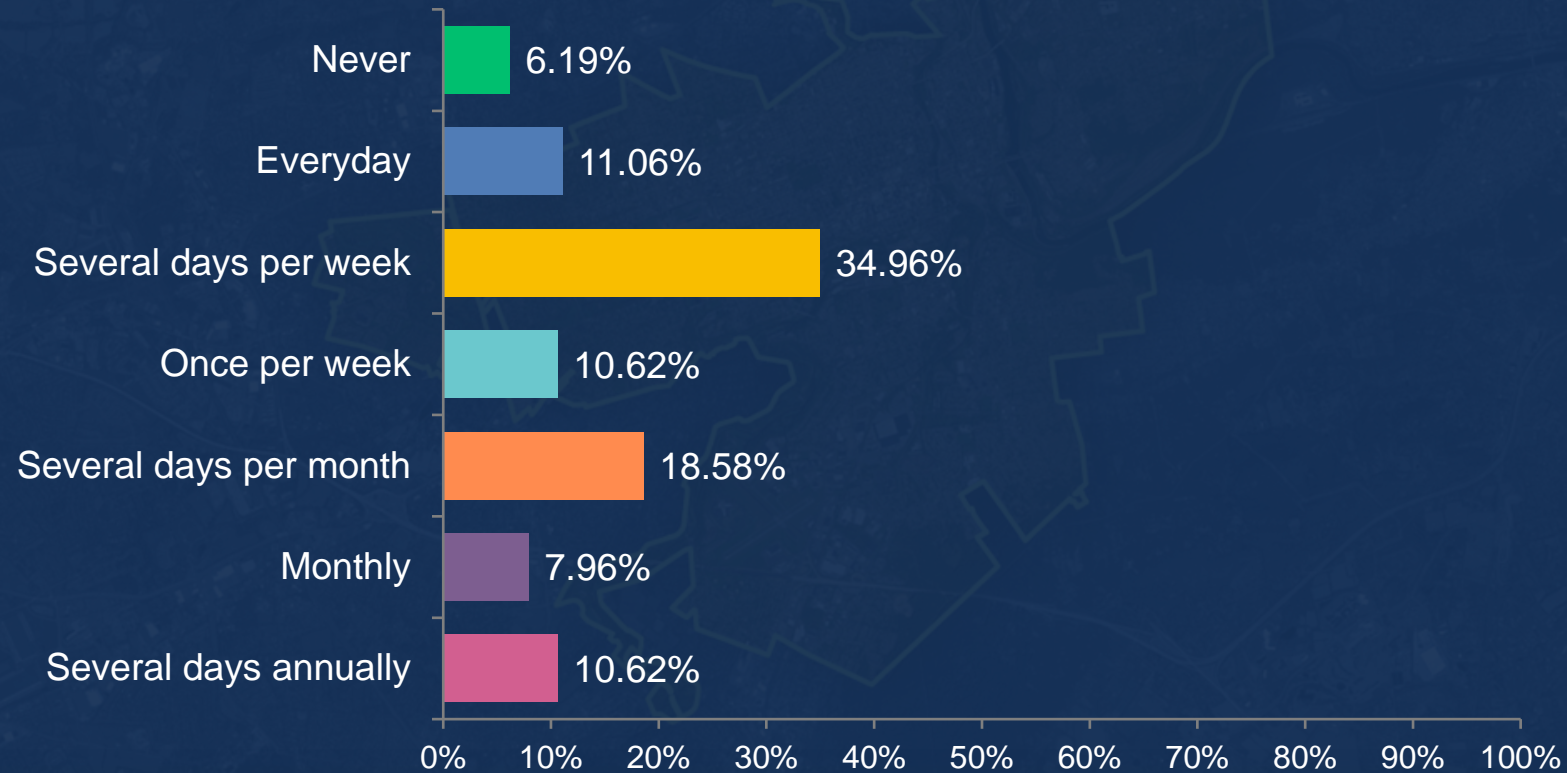 Never 6.19%
Everyday 11.06%
Several days per week 34.96%
Once per week 10.62%
Several days per month 18.58%
Monthly 7.96%
Several days annually 10.62%
0% 10% 20% 30% 40% 50% 60% 70% 80% 90% 100%